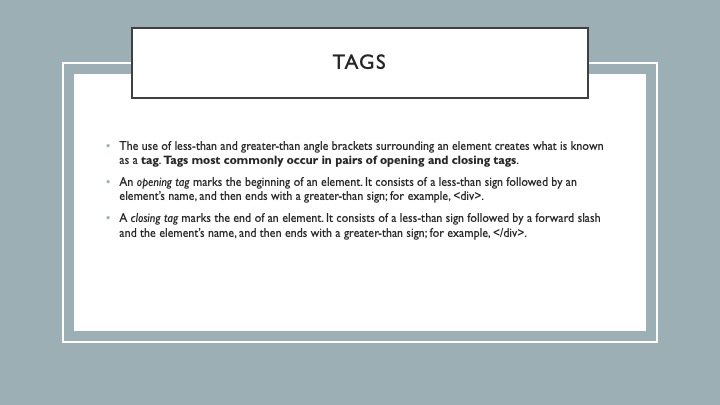 TAGS
• The use of less-than and greater-than angle brackets surrounding an element creates what is known
as a tag. Tags most commonly occur in pairs of opening and closing tags.
• An opening tag marks the beginning of an element. It consists of a less-than sign followed by an
element's name, and then ends with a greater-than sign; for example, <div>.
• A closing tag marks the end of an element. It consists of a less-than sign followed by a forward slash
and the element's name, and then ends with a greater-than sign; for example, </div>.